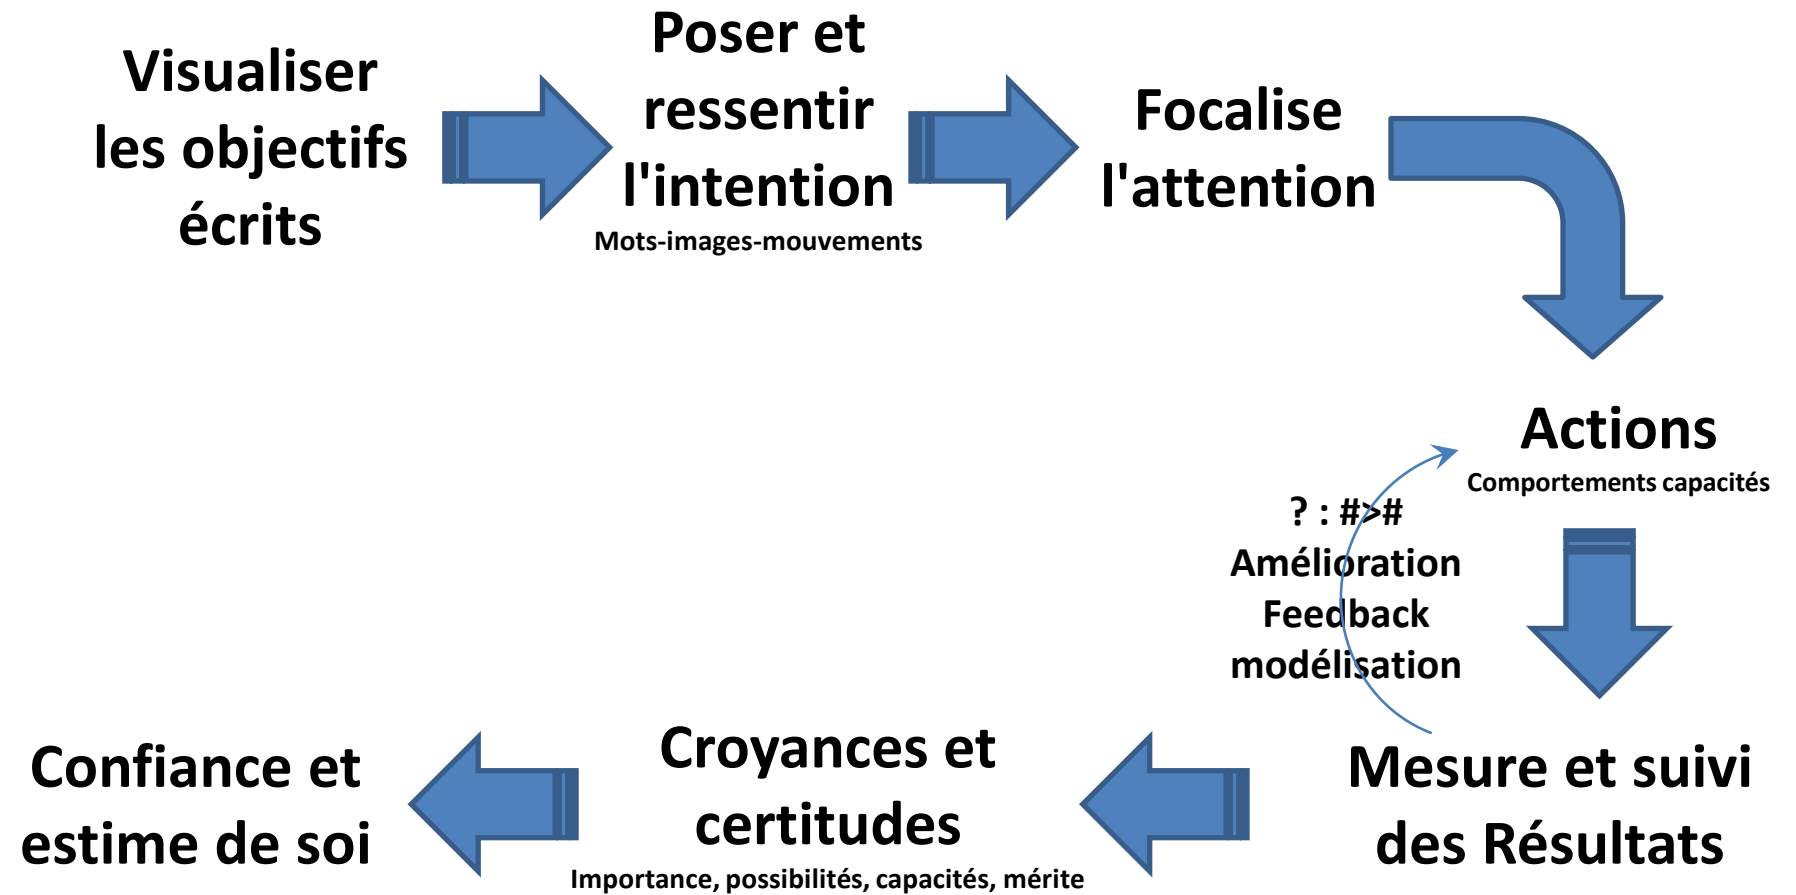 Visualiser
les objectifs
écrits
Poser et
ressentir
l'intention
Mots-images-mouvements
Focalise
l'attention
Actions
Comportements capacités
? : #>#
Amélioration
Feedback
modélisation
Mesure et suivi
des Résultats
Croyances et
certitudes
Importance, possibilités, capacités, mérite
Confiance et
estime de soi